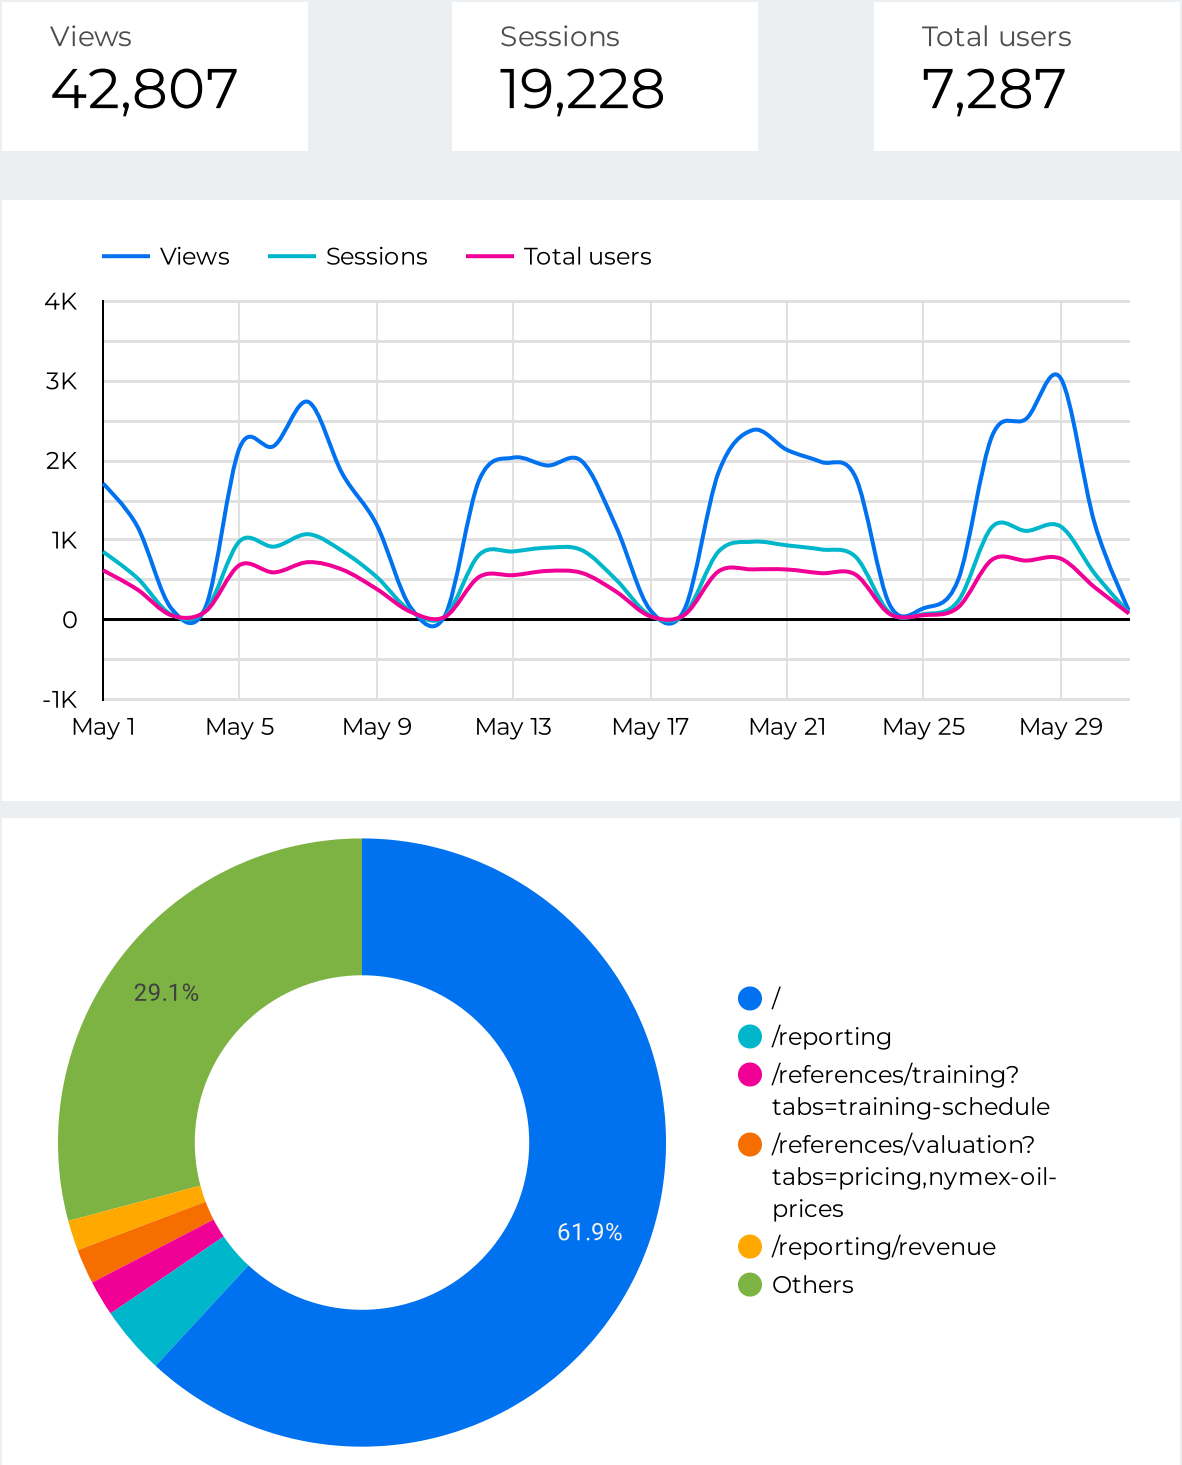 Views
42,807
Sessions
19,228
Total users
7,287
Views
Sessions
Total users
4K
3K
2K
1K
0
-1K
May 1
May 5
May 9
May 13
May 17
May 21
May 25
May 29
29.1%
61.9%
/
/reporting
/references/training?
tabs=training-schedule
/references/valuation?
tabs=pricing,nymex-oil-
prices
/reporting/revenue
Others